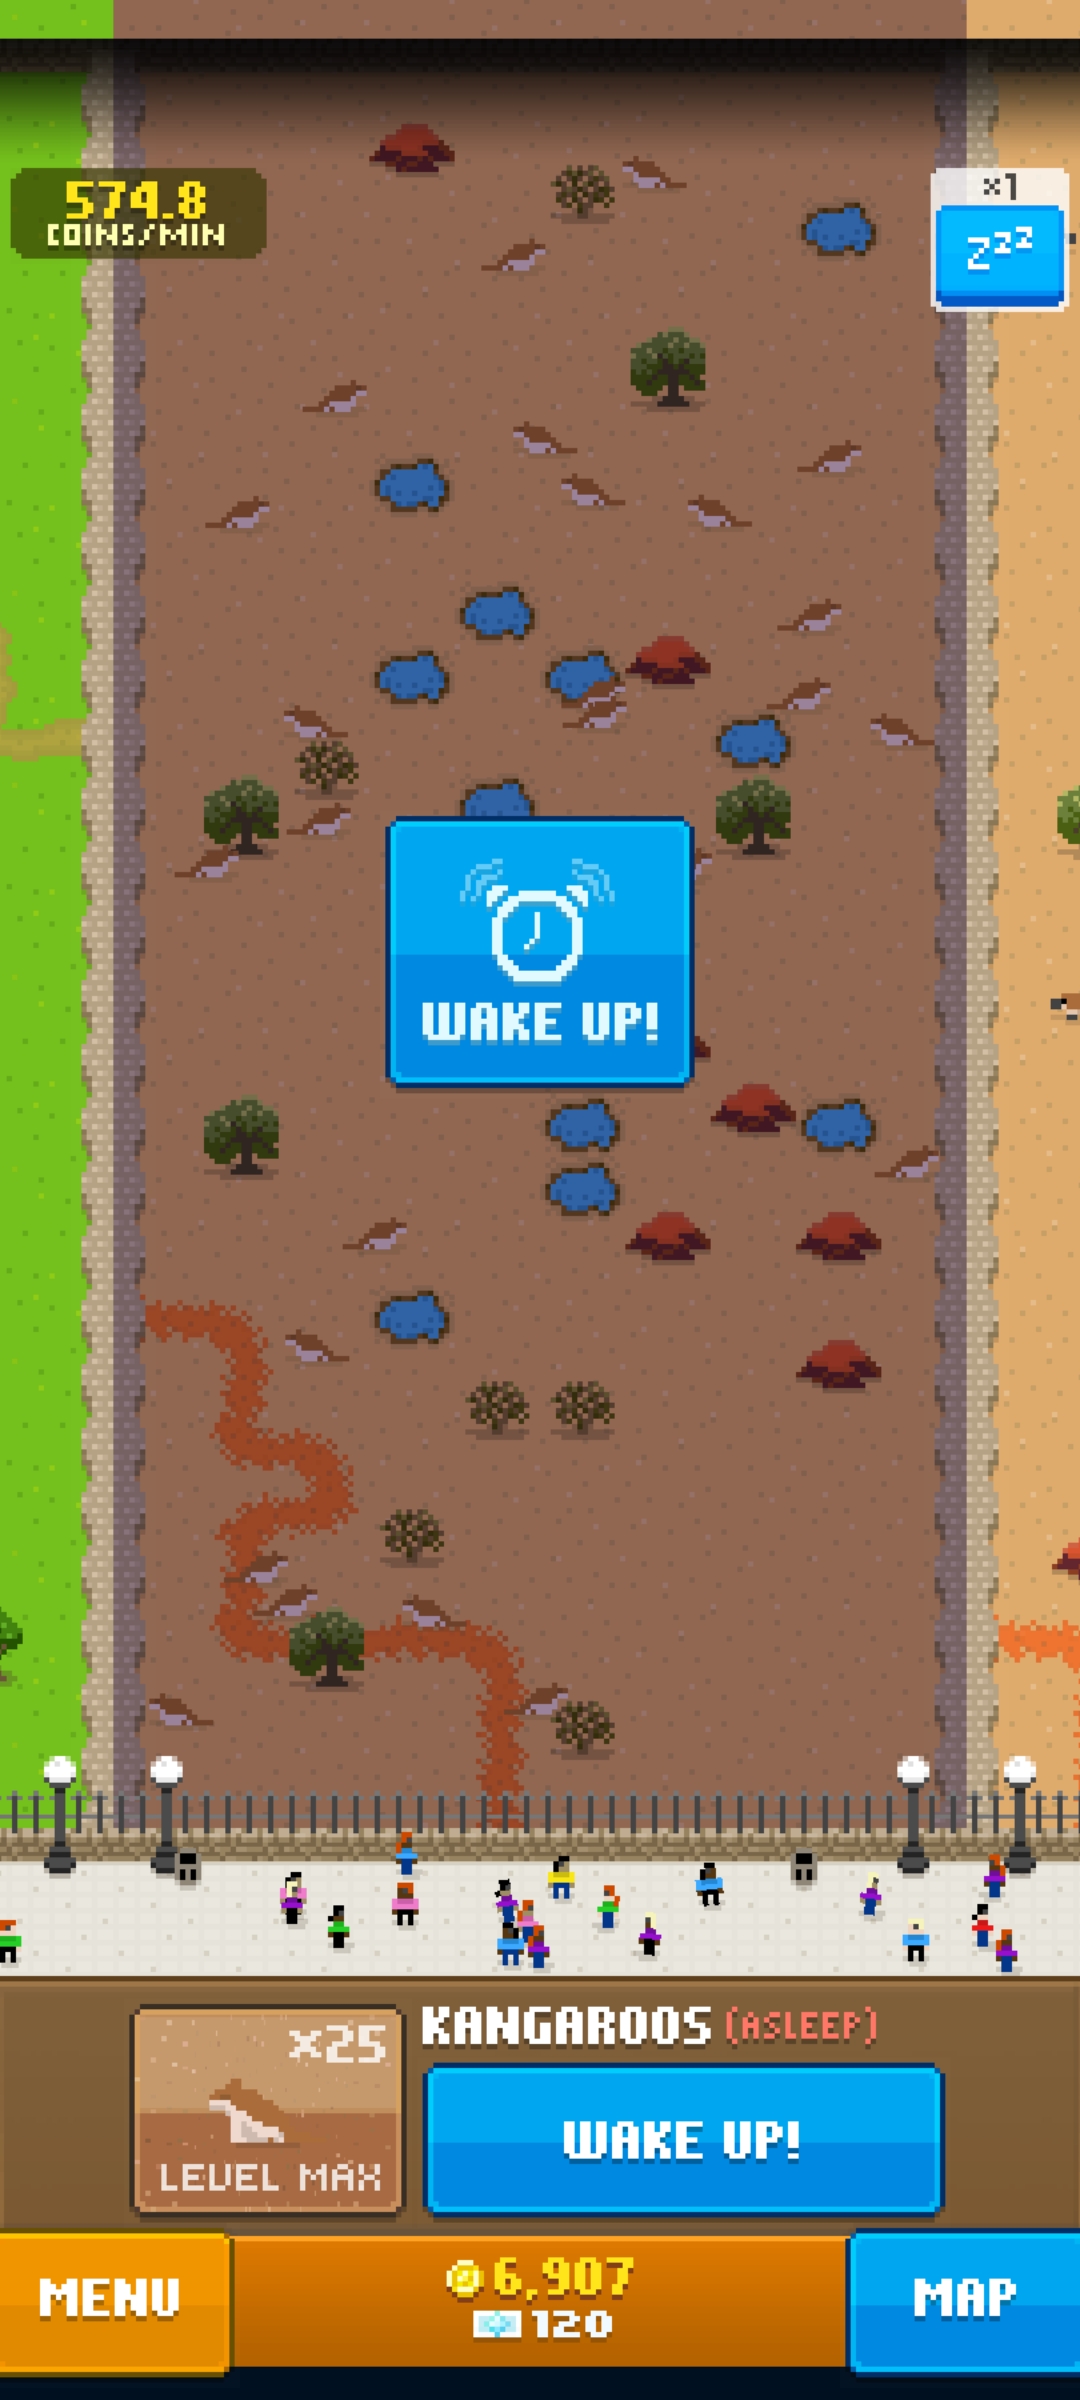 574.8
COINS/MIN
x1
zzzz
WAKE UP!
x25
LEVEL MAX
KANGAROOS (ASLEEP)
WAKE UP!
MENU
6,907
120
MAP